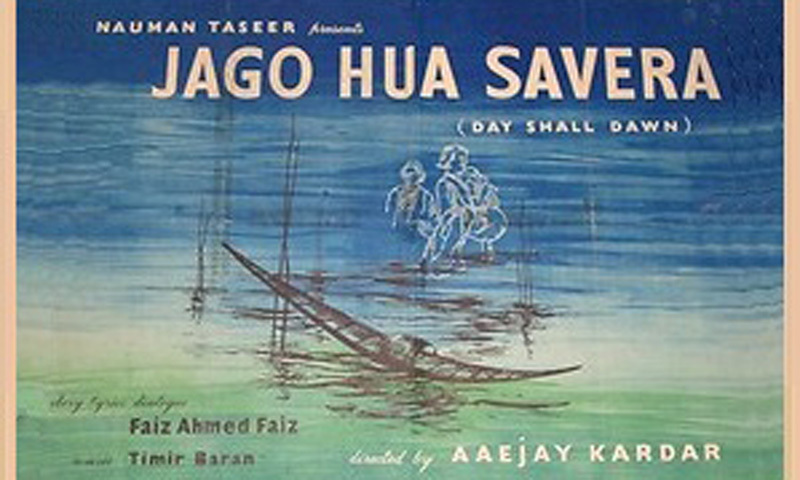 NAUMAN TASEER presents
JAGO HUA SAVERA
(DAY SHALL DAWN)
story lyrics dialogue
Faiz Ahmed Faiz
Timir Baran
directed by AAEJAY KARDAR